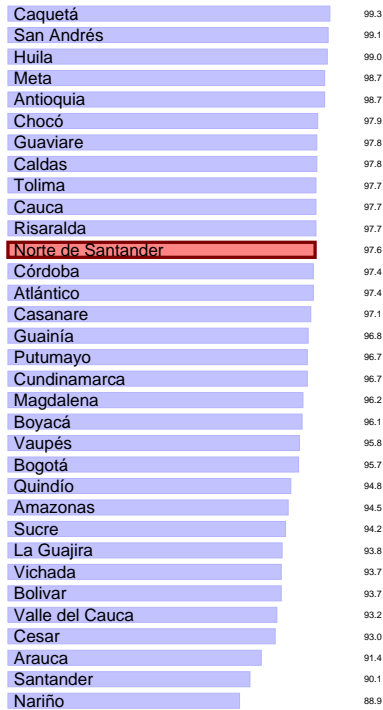 Caquetá 99.3
San Andrés 99.1
Huila 99.0
Meta 98.7
Antioquia 98.7
Chocó 97.9
Guaviare 97.8
Caldas 97.8
Tolima 97.7
Cauca 97.7
Risaralda 97.7
Norte de Santander 97.6
Córdoba 97.4
Atlántico 97.4
Casanare 97.1
Guainía 96.8
Putumayo 96.7
Cundinamarca 96.7
Magdalena 96.2
Boyacá 96.1
Vaupés 95.8
Bogotá 95.7
Quindío 94.8
Amazonas 94.5
Sucre 94.2
La Guajira 93.8
Vichada 93.7
Bolivar 93.7
Valle del Cauca 93.2
Cesar 93.0
Arauca 91.4
Santander 90.1
Nariño 88.9